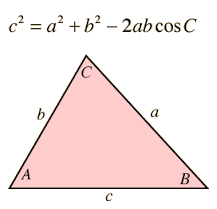 c² = a² + b² − 2ab cos C
C
b
a
A
B
c